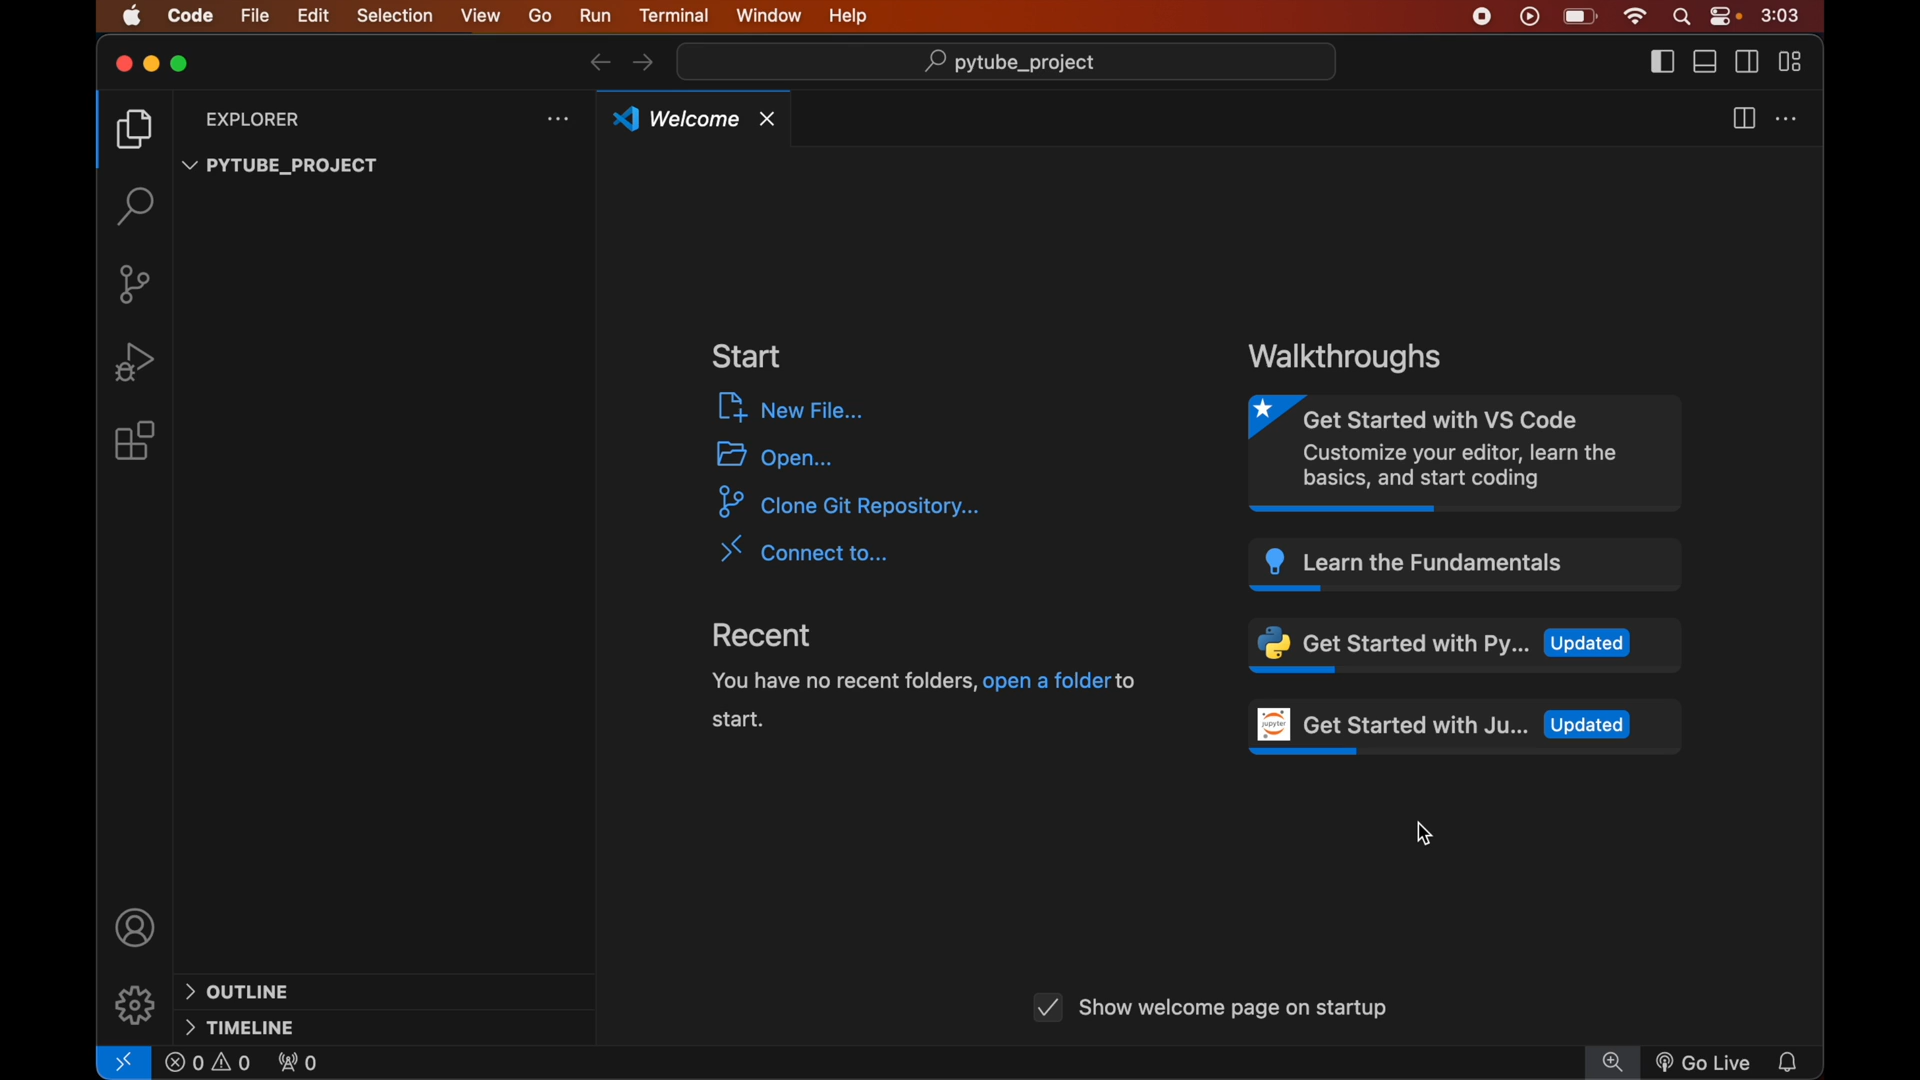 Code File Edit Selection View Go Run Terminal Window Help 3:03
pytube_project
EXPLORER
Welcome
PYTUBE_PROJECT
Start
New File...
Open...
Clone Git Repository...
Connect to...
Recent
You have no recent folders, open a folder to
start.
Walkthroughs
Get Started with VS Code
Customize your editor, learn the
basics, and start coding
Learn the Fundamentals
Get Started with Py... Updated
jupyter
Get Started with Ju... Updated
OUTLINE
TIMELINE
Show welcome page on startup
0 0 0
Go Live